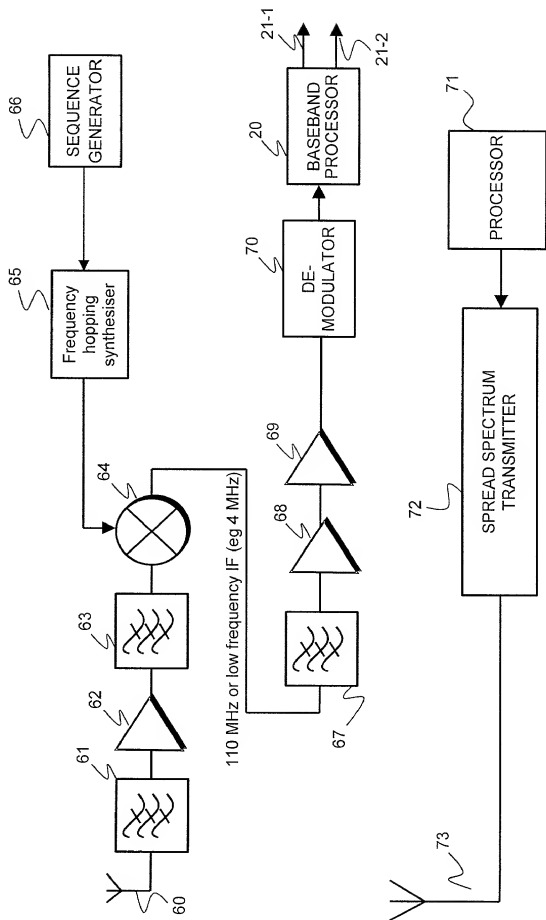 66
SEQUENCE
GENERATOR
65
Frequency
hopping
synthesiser
64
63
62
61
60
110 MHz or low frequency IF (eg 4 MHz)
67
68
69
70
DE-
MODULATOR
20
BASEBAND
PROCESSOR
21-1
21-2
71
PROCESSOR
72
SPREAD SPECTRUM
TRANSMITTER
73